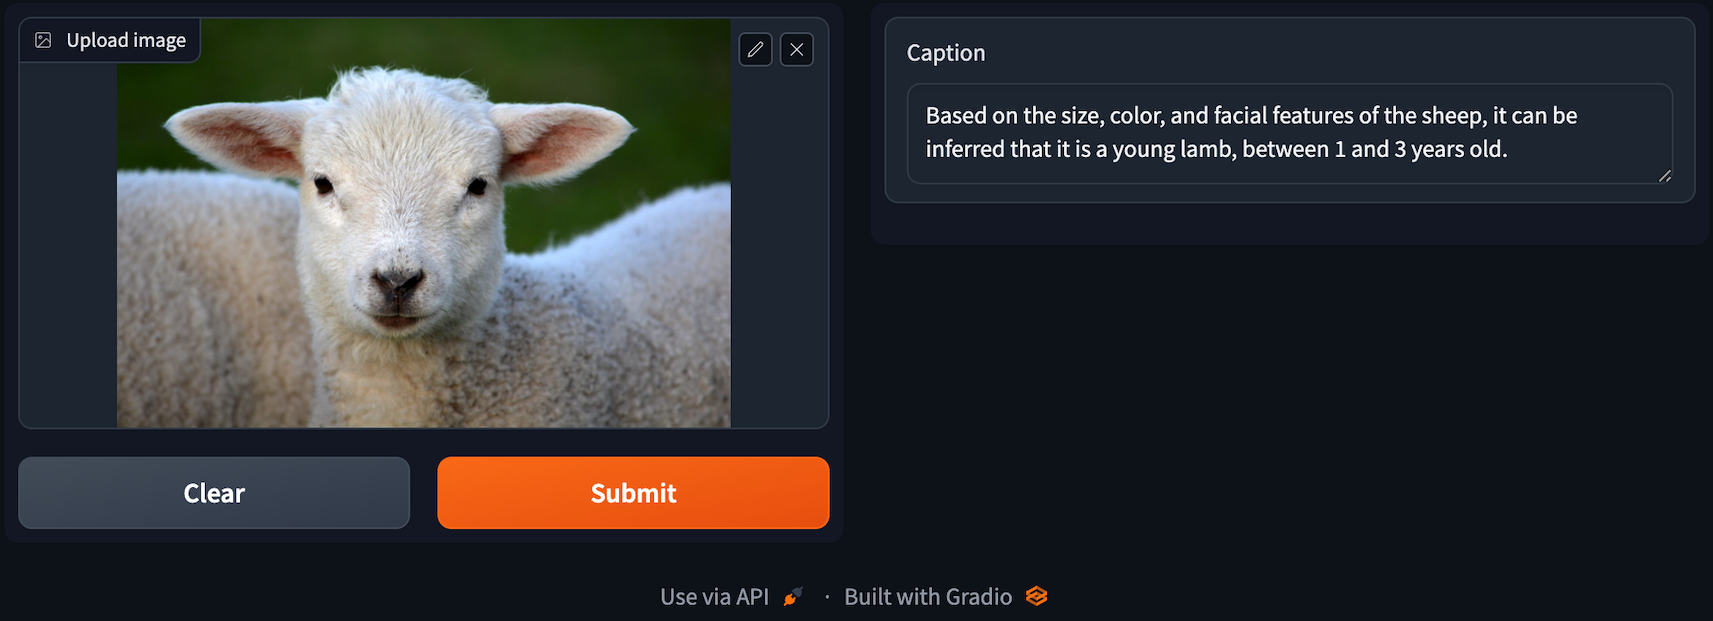 Upload image
Caption
Based on the size, color, and facial features of the sheep, it can be
inferred that it is a young lamb, between 1 and 3 years old.
Clear
Submit
Use via API · Built with Gradio